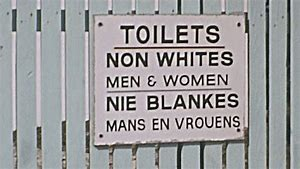 TOILETS
NON WHITES
MEN & WOMEN
NIE BLANKES
MANS EN VROUENS